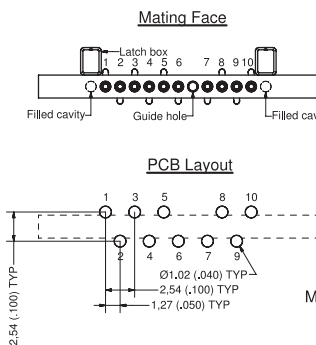 Mating Face
Latch box
1 2 3 4 5 6 7 8 9 10
Filled cavity
Guide hole
Filled cav
PCB Layout
1 3 5 8 10
2 4 6 7 9
Ø1.02 (.040) TYP
2,54 (.100) TYP
1,27 (.050) TYP
2,54 (.100) TYP
M